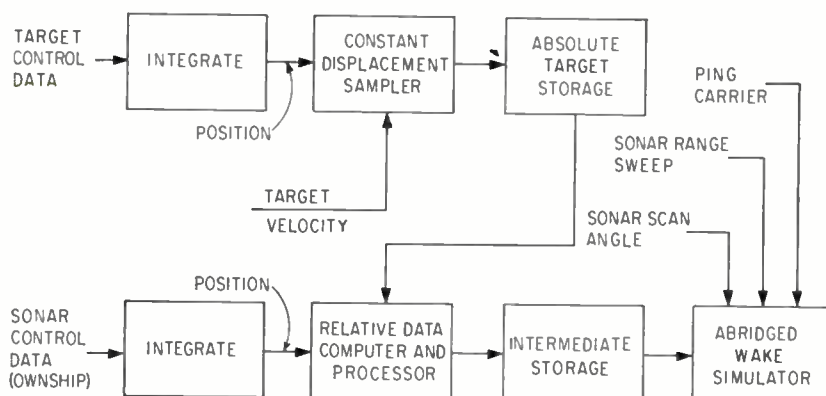 TARGET
CONTROL
DATA
INTEGRATE
POSITION
CONSTANT
DISPLACEMENT
SAMPLER
TARGET
VELOCITY
ABSOLUTE
TARGET
STORAGE
PING
CARRIER
SONAR RANGE
SWEEP
SONAR SCAN
ANGLE
SONAR
CONTROL
DATA
(OWNSHIP)
INTEGRATE
POSITION
RELATIVE DATA
COMPUTER AND
PROCESSOR
INTERMEDIATE
STORAGE
ABRIDGED
WAKE
SIMULATOR